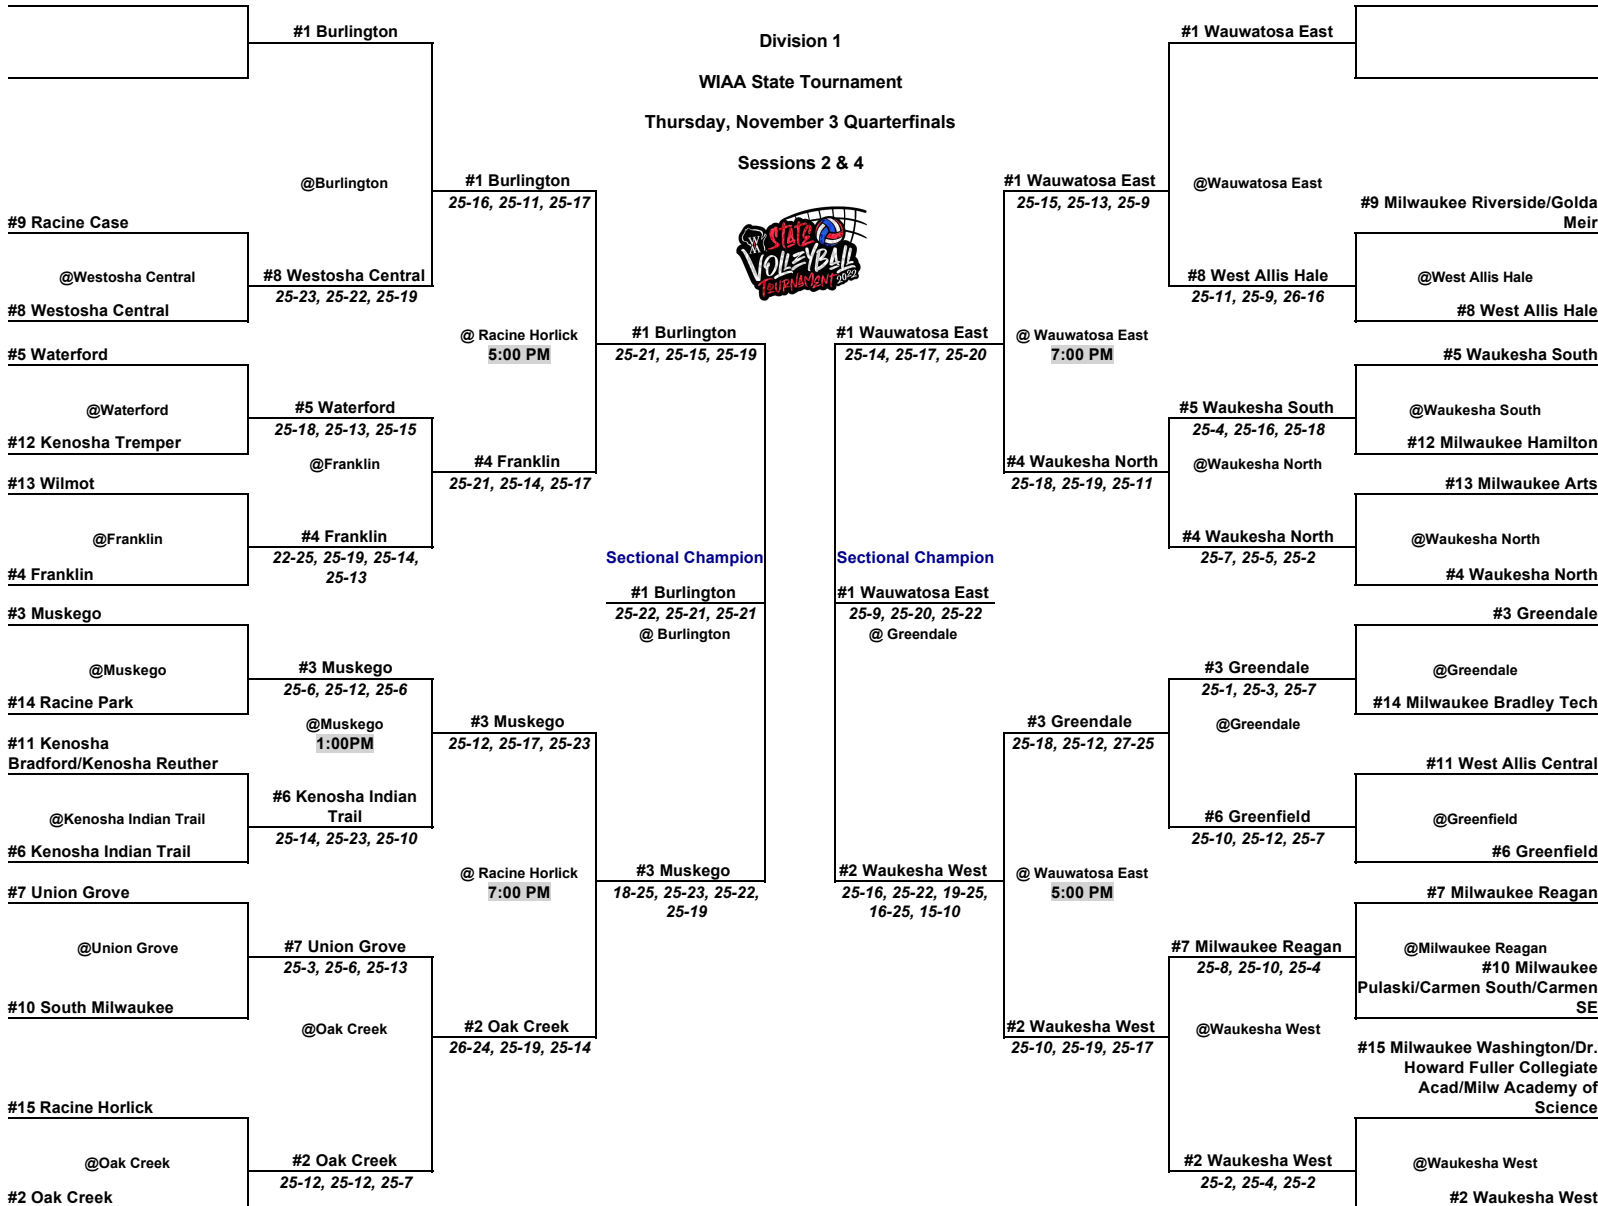 Division 1
WIAA State Tournament
Thursday, November 3 Quarterfinals
Sessions 2 & 4
STATE
VOLLEYBALL
TOURNAMENT 2022
#1 Burlington
@Burlington
#9 Racine Case
@Westosha Central
#8 Westosha Central
#8 Westosha Central
25-23, 25-22, 25-19
#1 Burlington
25-16, 25-11, 25-17
#5 Waterford
@Waterford
#12 Kenosha Tremper
#5 Waterford
25-18, 25-13, 25-15
@Franklin
#13 Wilmot
@Franklin
#4 Franklin
#4 Franklin
22-25, 25-19, 25-14,
25-13
#4 Franklin
25-21, 25-14, 25-17
@ Racine Horlick
5:00 PM
#1 Burlington
25-21, 25-15, 25-19
#3 Muskego
@Muskego
#14 Racine Park
#3 Muskego
25-6, 25-12, 25-6
@Muskego
1:00PM
#11 Kenosha
Bradford/Kenosha Reuther
@Kenosha Indian Trail
#6 Kenosha Indian Trail
#6 Kenosha Indian
Trail
25-14, 25-23, 25-10
#3 Muskego
25-12, 25-17, 25-23
#7 Union Grove
@Union Grove
#10 South Milwaukee
#7 Union Grove
25-3, 25-6, 25-13
@Oak Creek
#15 Racine Horlick
@Oak Creek
#2 Oak Creek
#2 Oak Creek
25-12, 25-12, 25-7
#2 Oak Creek
26-24, 25-19, 25-14
@ Racine Horlick
7:00 PM
#3 Muskego
18-25, 25-23, 25-22,
25-19
Sectional Champion
#1 Burlington
25-22, 25-21, 25-21
@ Burlington
Sectional Champion
#1 Wauwatosa East
25-9, 25-20, 25-22
@ Greendale
#1 Wauwatosa East
25-14, 25-17, 25-20
@ Wauwatosa East
7:00 PM
#1 Wauwatosa East
25-15, 25-13, 25-9
#1 Wauwatosa East
@Wauwatosa East
#9 Milwaukee Riverside/Golda
Meir
@West Allis Hale
#8 West Allis Hale
#8 West Allis Hale
25-11, 25-9, 26-16
#5 Waukesha South
@Waukesha South
#12 Milwaukee Hamilton
#5 Waukesha South
25-4, 25-16, 25-18
#4 Waukesha North
25-18, 25-19, 25-11
@Waukesha North
#13 Milwaukee Arts
@Waukesha North
#4 Waukesha North
#4 Waukesha North
25-7, 25-5, 25-2
#3 Greendale
@Greendale
#14 Milwaukee Bradley Tech
#3 Greendale
25-1, 25-3, 25-7
#3 Greendale
25-18, 25-12, 27-25
@Greendale
#11 West Allis Central
@Greenfield
#6 Greenfield
#6 Greenfield
25-10, 25-12, 25-7
#2 Waukesha West
25-16, 25-22, 19-25,
16-25, 15-10
@ Wauwatosa East
5:00 PM
#7 Milwaukee Reagan
@Milwaukee Reagan
#10 Milwaukee
Pulaski/Carmen South/Carmen
SE
#7 Milwaukee Reagan
25-8, 25-10, 25-4
#2 Waukesha West
25-10, 25-19, 25-17
@Waukesha West
#15 Milwaukee Washington/Dr.
Howard Fuller Collegiate
Acad/Milw Academy of
Science
@Waukesha West
#2 Waukesha West
#2 Waukesha West
25-2, 25-4, 25-2